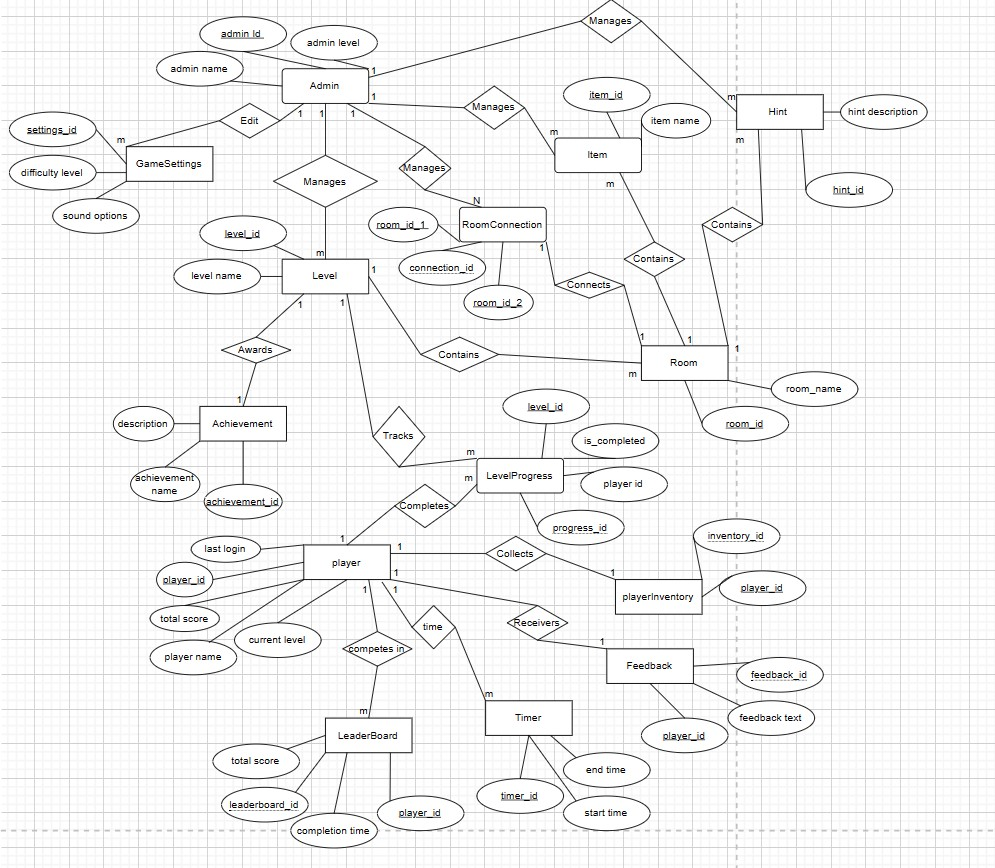 Manages
admin Id
admin level
admin name
1
Admin
1
Manages
item_id
m
Hint
hint description
Edit
1
1
1
item name
settings_id
m
m
m
GameSettings
Item
difficulty level
Manages
Manages
m
hint_id
sound options
N
level_id
room_id_1
RoomConnection
Contains
1
m
Contains
level name
Level
1
connection_id
Connects
1
1
room_id_2
1
1
1
Awards
Contains
Room
m
room_name
1
level_id
description
Achievement
room_id
Tracks
is_completed
m
achievement
name
LevelProgress
m
player id
achievement_id
Completes
progress_id
inventory_id
1
last login
1
Collects
player
1
1
player_id
player_id
1
1
playerInventory
total score
Receivers
time
current level
1
competes in
player name
Feedback
feedback_id
m
m
feedback text
Timer
LeaderBoard
player_id
total score
end time
timer_id
leaderboard_id
player_id
start time
completion time